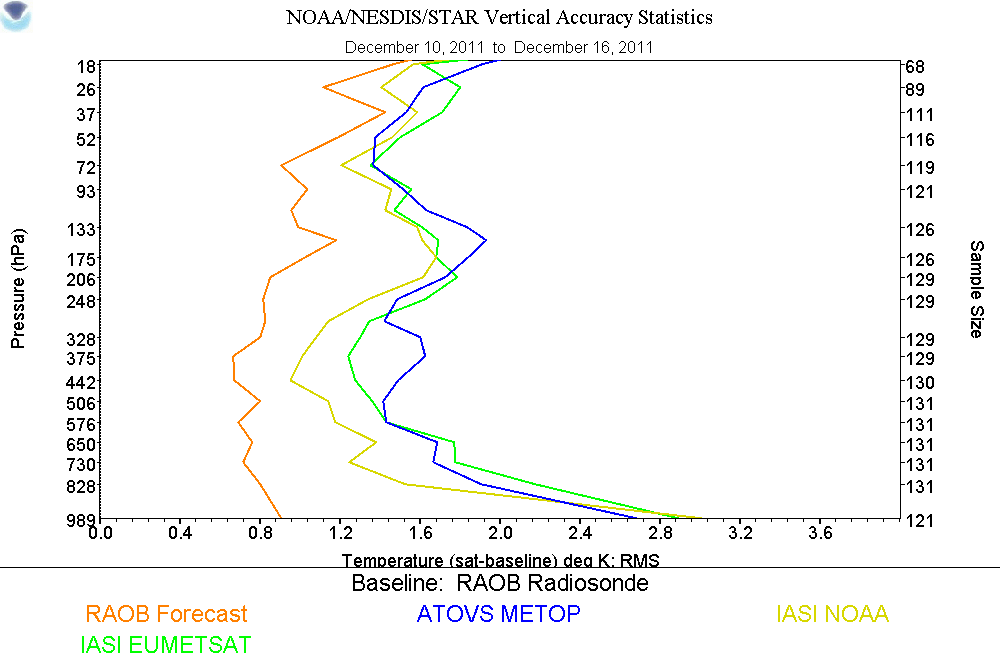 NOAA/NESDIS/STAR Vertical Accuracy Statistics
December 10, 2011 to December 16, 2011
18 68
26 89
37 111
52 116
72 119
93 121
133 126
175 126
206 129
248 129
328 129
375 129
442 130
506 131
576 131
650 131
730 131
828 131
989 121
Pressure (hPa)
Sample Size
0.0 0.4 0.8 1.2 1.6 2.0 2.4 2.8 3.2 3.6
Temperature (sat-baseline) deg K: RMS
Baseline: RAOB Radiosonde
RAOB Forecast ATOVS METOP IASI NOAA
IASI EUMETSAT